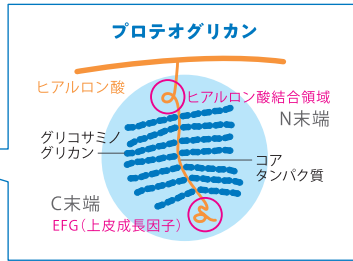 プロテオグリカン
ヒアルロン酸
ヒアルロン酸結合領域
N末端
グリコサミノ
グリカン
コア
タンパク質
C末端
EFG(上皮成長因子)